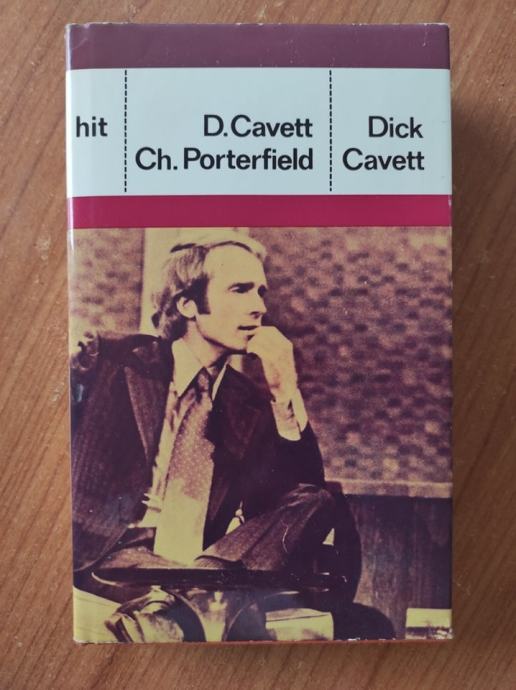 hit
D. Cavett
Ch. Porterfield
Dick
Cavett